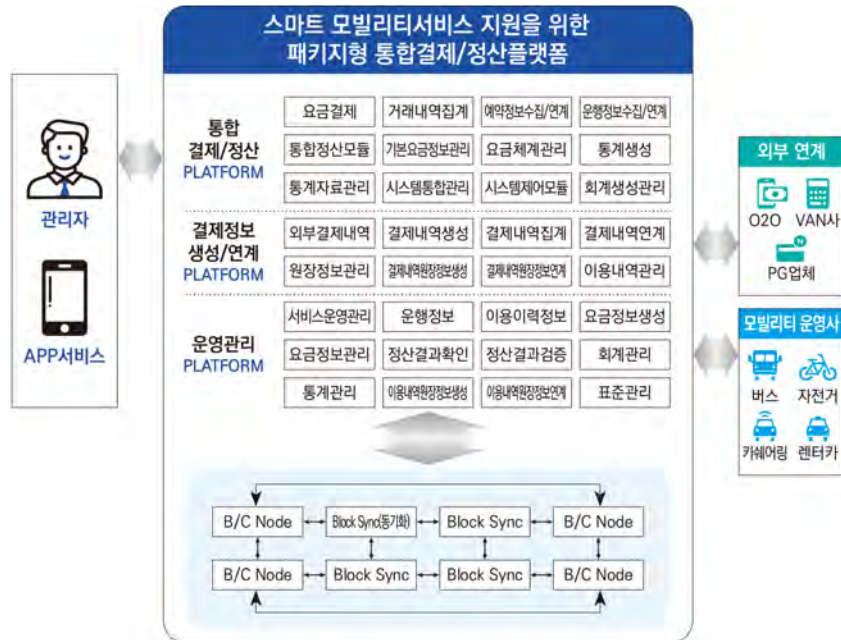 스마트 모빌리티서비스 지원을 위한
패키지형 통합결제/정산플랫폼
관리자
APP서비스
통합
결제/정산
PLATFORM
요금결제 거래내역집계 예약정보수집/연계 운행정보수집/연계
통합정산모듈 기본요금정보관리 요금체계관리 통계생성
통계자료관리 시스템통합관리 시스템제어모듈 회계생성관리
결제정보
생성/연계
PLATFORM
외부결제내역 결제내역생성 결제내역집계 결제내역연계
원장정보관리 결제내역원장정보생성 결제내역원장정보연계 이용내역관리
운영관리
PLATFORM
서비스운영관리 운행정보 이용이력정보 요금정보생성
요금정보관리 정산결과확인 정산결과검증 회계관리
통계관리 이용내역원장정보생성 이용내역원장정보연계 표준관리
B/C Node Block Sync(동기화) Block Sync B/C Node
B/C Node Block Sync Block Sync B/C Node
외부 연계
O2O VAN사
N
PG업체
모빌리티 운영사
버스 자전거
카쉐어링 렌터카